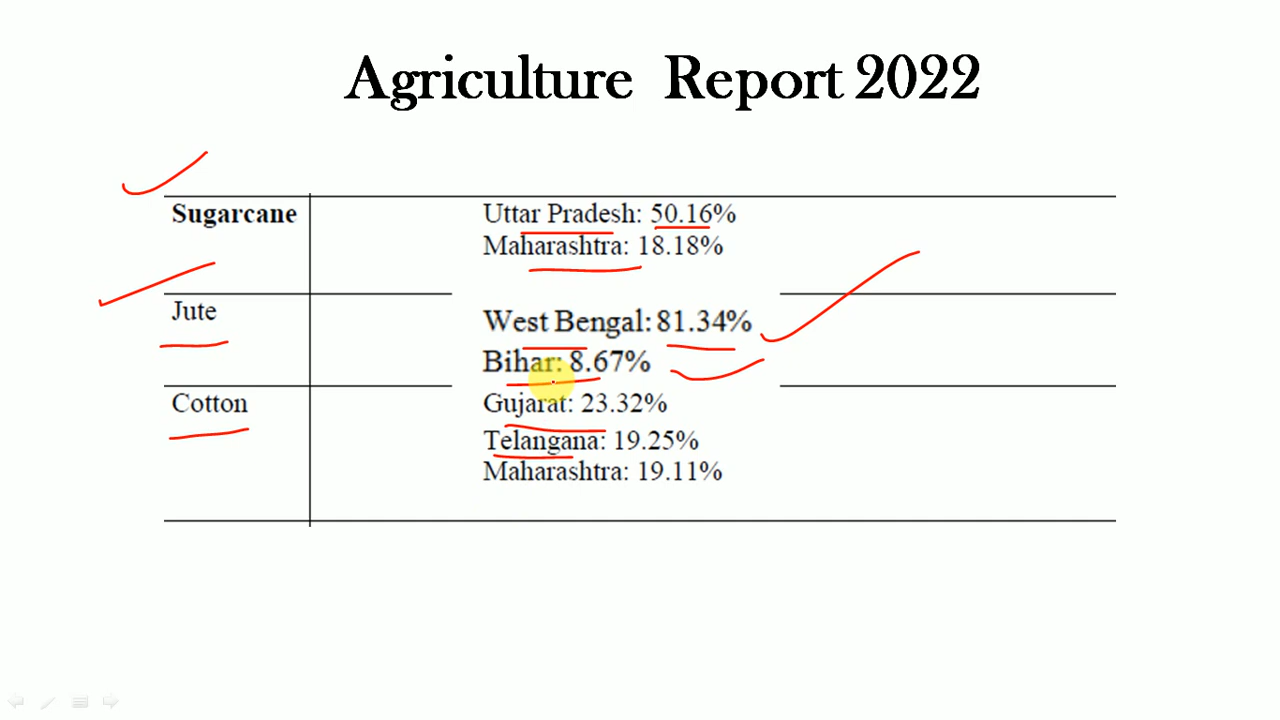 Agriculture Report 2022
Sugarcane
Uttar Pradesh: 50.16%
Maharashtra: 18.18%
Jute
West Bengal: 81.34%
Bihar: 8.67%
Cotton
Gujarat: 23.32%
Telangana: 19.25%
Maharashtra: 19.11%